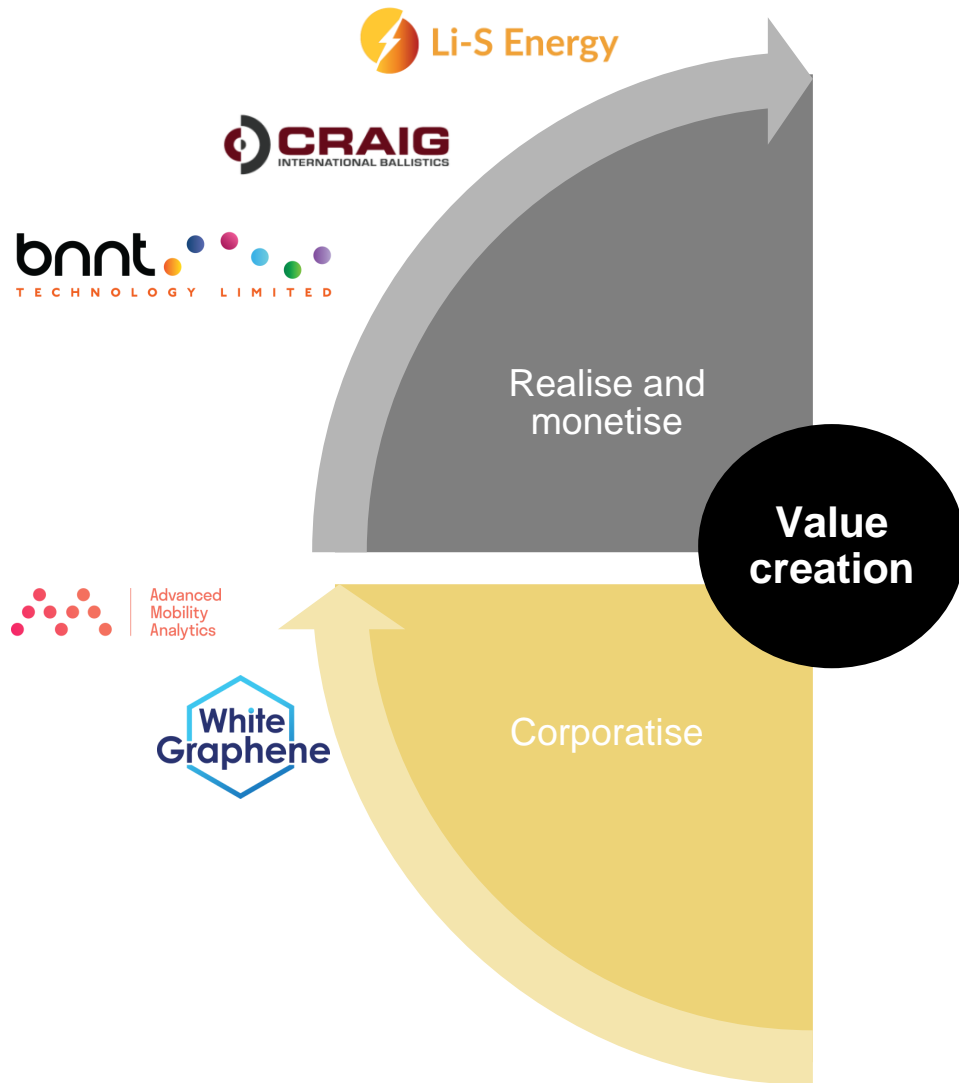 Li-S Energy
CRAIG
INTERNATIONAL BALLISTICS
bnnt
TECHNOLOGY LIMITED
Realise and
monetise
Value
creation
Advanced
Mobility
Analytics
White
Graphene
Corporatise